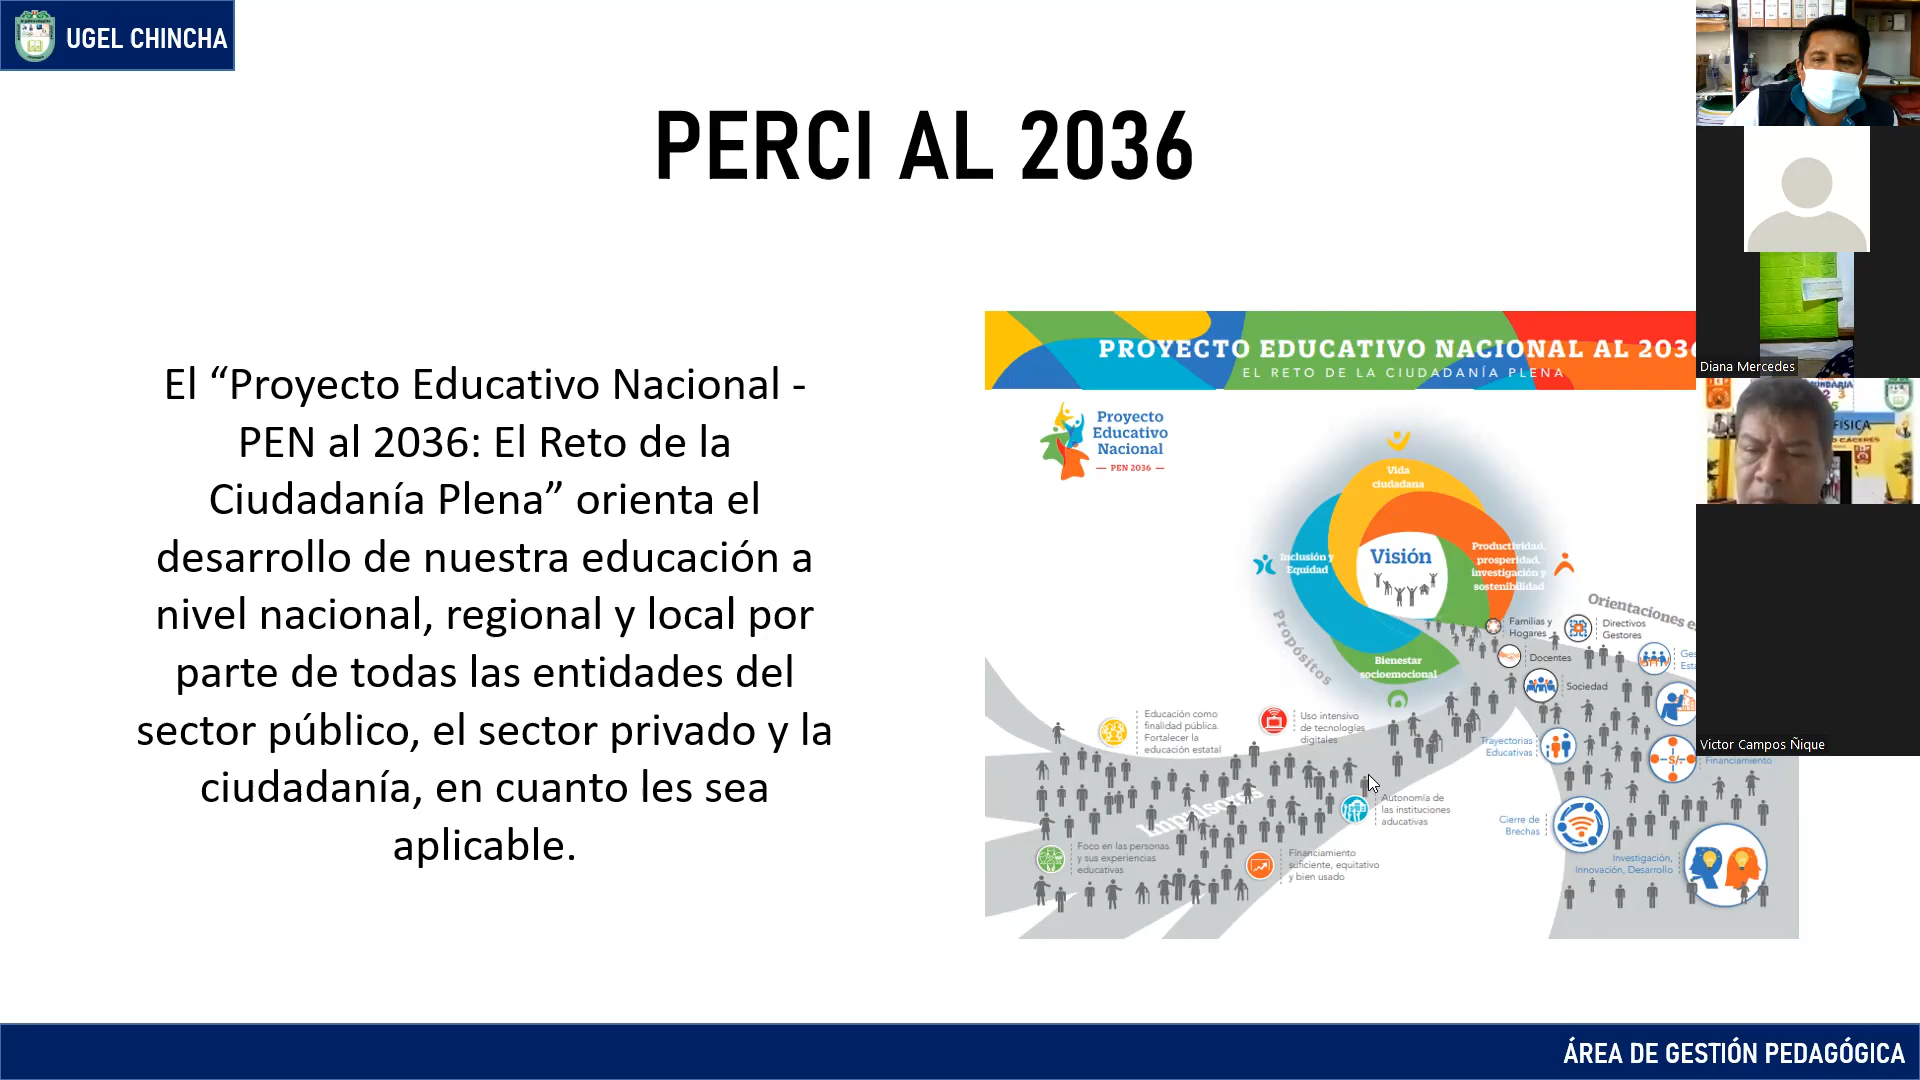 UGEL CHINCHA
PERCI AL 2036
El “Proyecto Educativo Nacional -
PEN al 2036: El Reto de la
Ciudadanía Plena” orienta el
desarrollo de nuestra educación a
nivel nacional, regional y local por
parte de todas las entidades del
sector público, el sector privado y la
ciudadanía, en cuanto les sea
aplicable.
PROYECTO EDUCATIVO NACIONAL AL 2036
EL RETO DE LA CIUDADANÍA PLENA
Proyecto
Educativo
Nacional
— PEN 2036 —
Vida
ciudadana
Inclusión y
Equidad
Visión
Productividad,
prosperidad,
investigación y
sostenibilidad
Bienestar
socioemocional
Propósitos
Orientaciones
Familias y
Hogares
Directivos
Gestores
Docentes
Sociedad
Educación como
finalidad pública.
Fortalecer la
educación estatal
Uso intensivo
de tecnologías
digitales
Trayectorias
Educativas
Financiamiento
Impulsores
Autonomía de
las instituciones
aducativas
Cierre de
Brechas
Foco en las personas
y sus experiencias
educativas
Financiamiento
suficiente, equitativo
y bien usado
Investigación,
Innovación, Desarrollo
Diana Mercedes
FISICA
CÁCERES
Victor Campos Ñique
ÁREA DE GESTIÓN PEDAGÓGICA